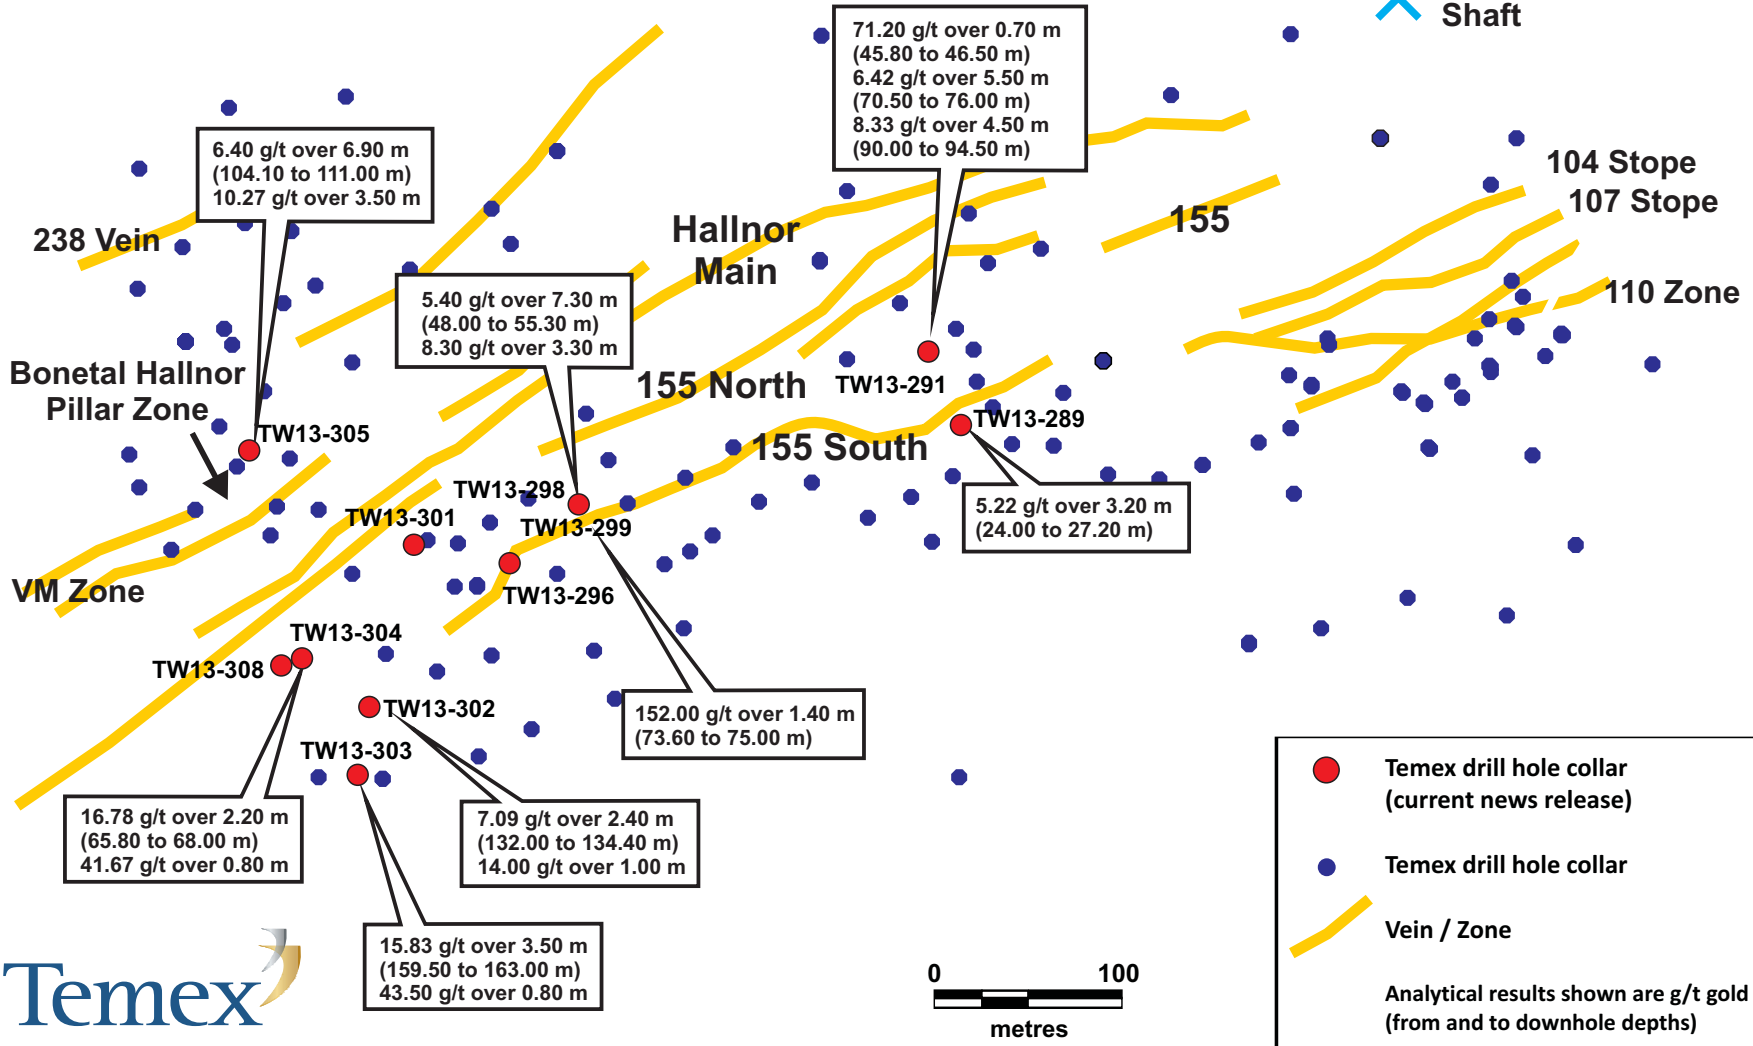 Shaft
71.20 g/t over 0.70 m
(45.80 to 46.50 m)
6.42 g/t over 5.50 m
(70.50 to 76.00 m)
8.33 g/t over 4.50 m
(90.00 to 94.50 m)
6.40 g/t over 6.90 m
(104.10 to 111.00 m)
10.27 g/t over 3.50 m
104 Stope
107 Stope
155
238 Vein
Hallnor
Main
110 Zone
5.40 g/t over 7.30 m
(48.00 to 55.30 m)
8.30 g/t over 3.30 m
Bonetal Hallnor
Pillar Zone
155 North
TW13-291
TW13-305
TW13-289
155 South
TW13-298
TW13-301
TW13-299
5.22 g/t over 3.20 m
(24.00 to 27.20 m)
VM Zone
TW13-296
TW13-304
TW13-308
TW13-302
152.00 g/t over 1.40 m
(73.60 to 75.00 m)
TW13-303
16.78 g/t over 2.20 m
(65.80 to 68.00 m)
41.67 g/t over 0.80 m
7.09 g/t over 2.40 m
(132.00 to 134.40 m)
14.00 g/t over 1.00 m
15.83 g/t over 3.50 m
(159.50 to 163.00 m)
43.50 g/t over 0.80 m
Temex
0 100
metres
Temex drill hole collar
(current news release)
Temex drill hole collar
Vein / Zone
Analytical results shown are g/t gold
(from and to downhole depths)